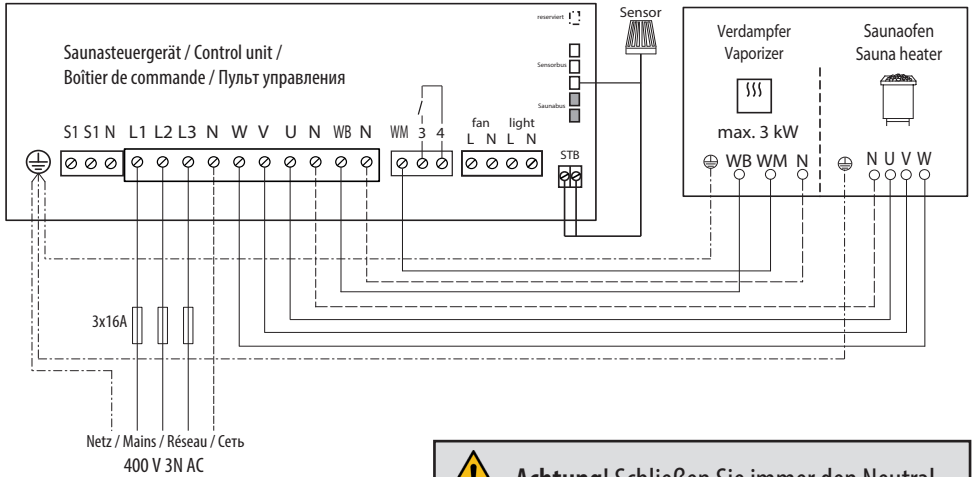 reserviert
Sensor
Saunasteuergerät / Control unit /
Boîtier de commande / Пульт управления
Sensorbus
Saunabus
Verdampfer
Vaporizer
Saunaofen
Sauna heater
max. 3 kW
fan light
S1 S1 N L1 L2 L3 N W V U N WB N WM 3 4 L N L N
STB
WB WM N
N U V W
3x16A
Netz / Mains / Réseau / Сеть
400 V 3N AC
Achtung! Schließen Sie immer den Neutral